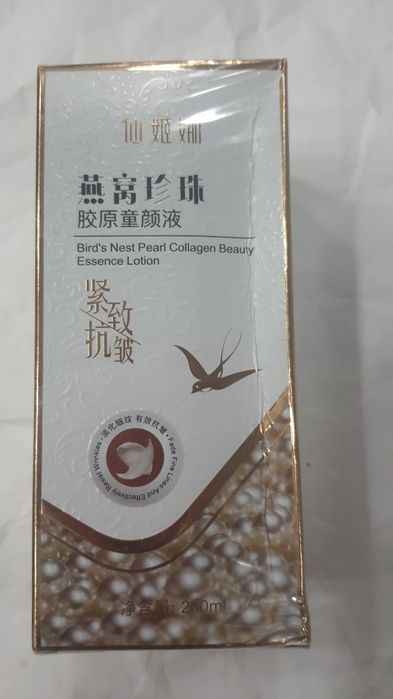 仙姬娜
燕窝珍珠
胶原童颜液
Bird's Nest Pearl Collagen Beauty
Essence Lotion
紧致
抗皱
淡化细纹 有效抗皱
Fade Fine Lines And Effectively Resist Wrinkles
净含量: 260ml